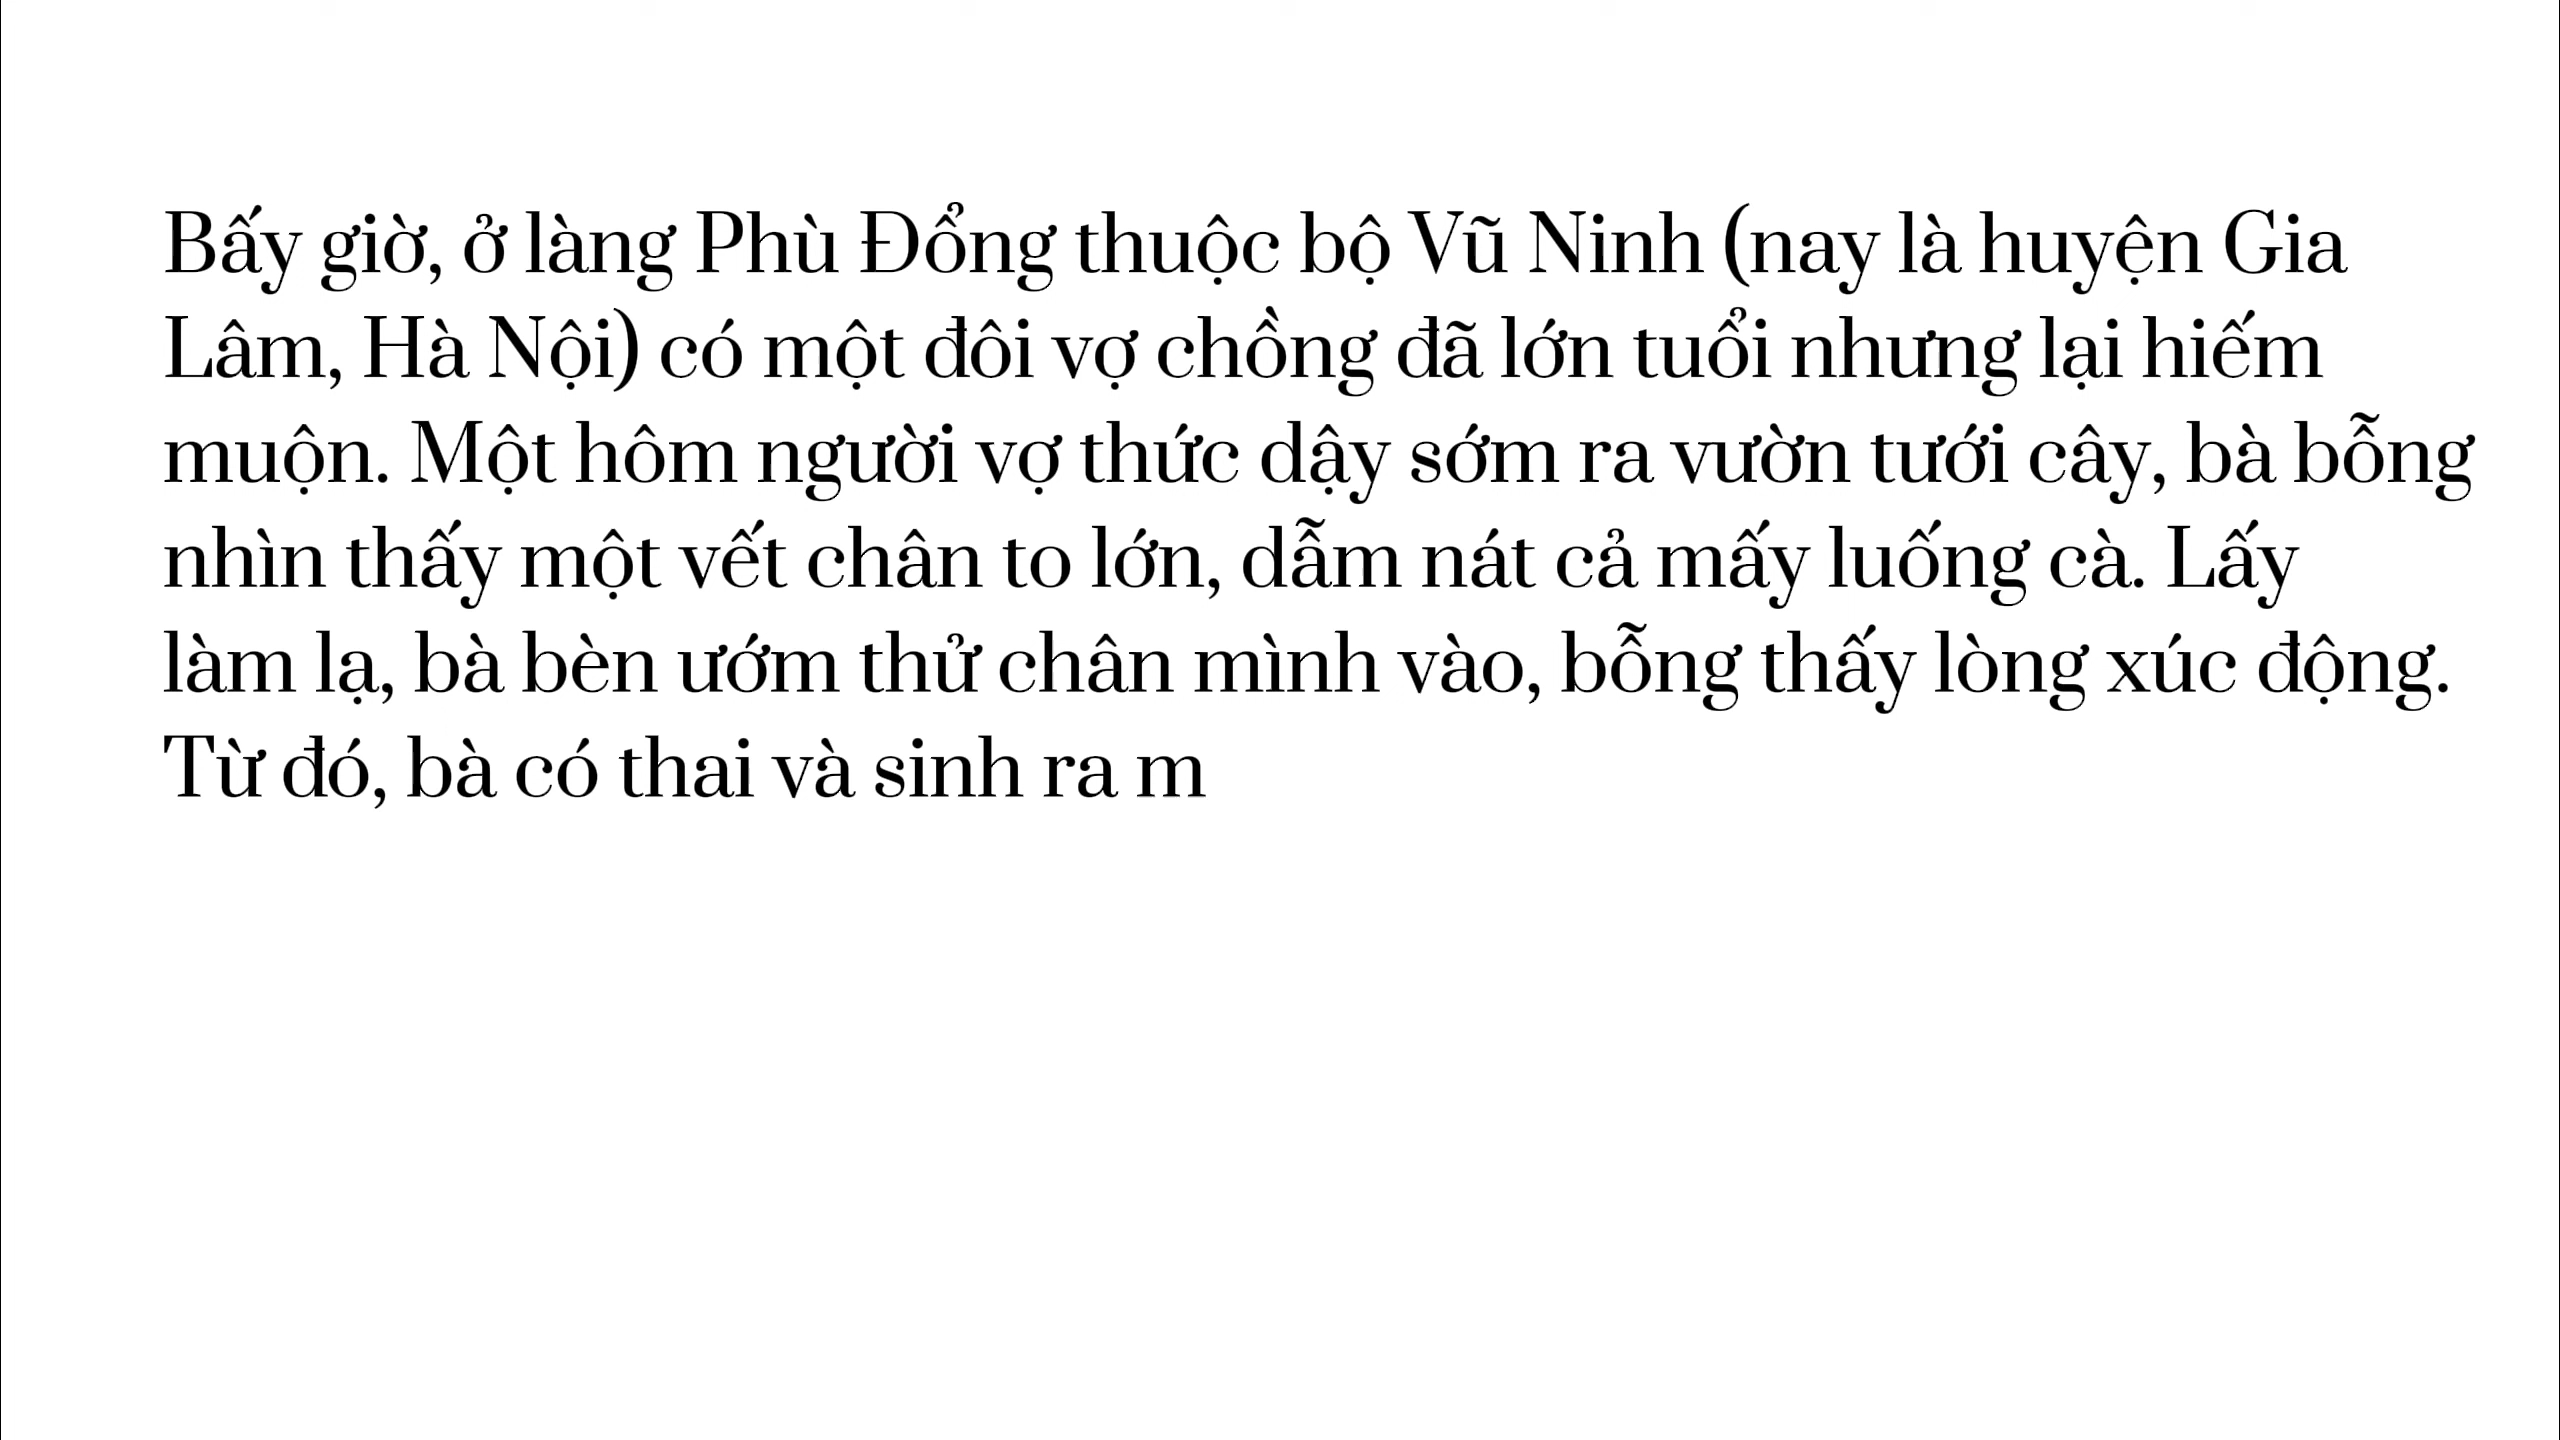 Bấy giờ, ở làng Phù Đổng thuộc bộ Vũ Ninh (nay là huyện Gia
Lâm, Hà Nội) có một đôi vợ chồng đã lớn tuổi nhưng lại hiếm
muộn. Một hôm người vợ thức dậy sớm ra vườn tưới cây, bà bỗng
nhìn thấy một vết chân to lớn, dẫm nát cả mấy luống cà. Lấy
làm lạ, bà bèn ướm thử chân mình vào, bỗng thấy lòng xúc động.
Từ đó, bà có thai và sinh ra m